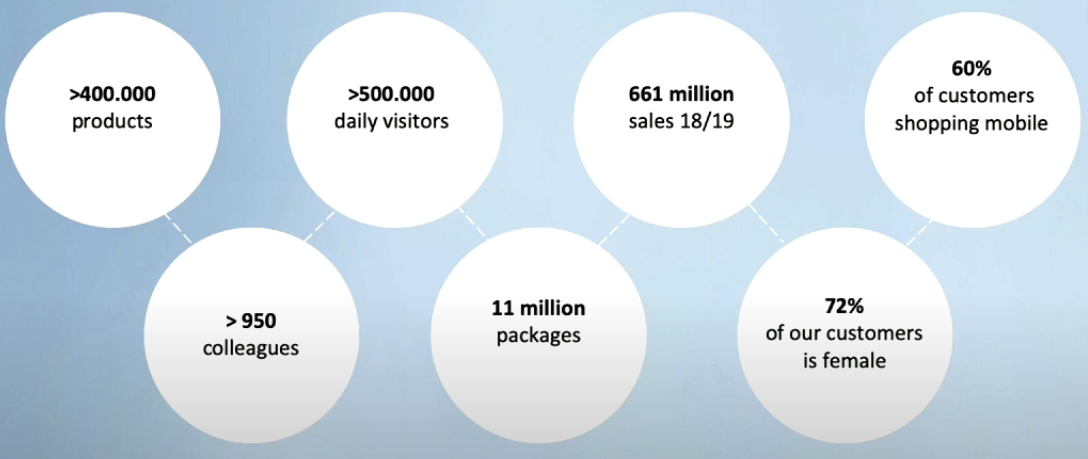 >400.000
products
>500.000
daily visitors
661 million
sales 18/19
60%
of customers
shopping mobile
> 950
colleagues
11 million
packages
72%
of our customers
is female